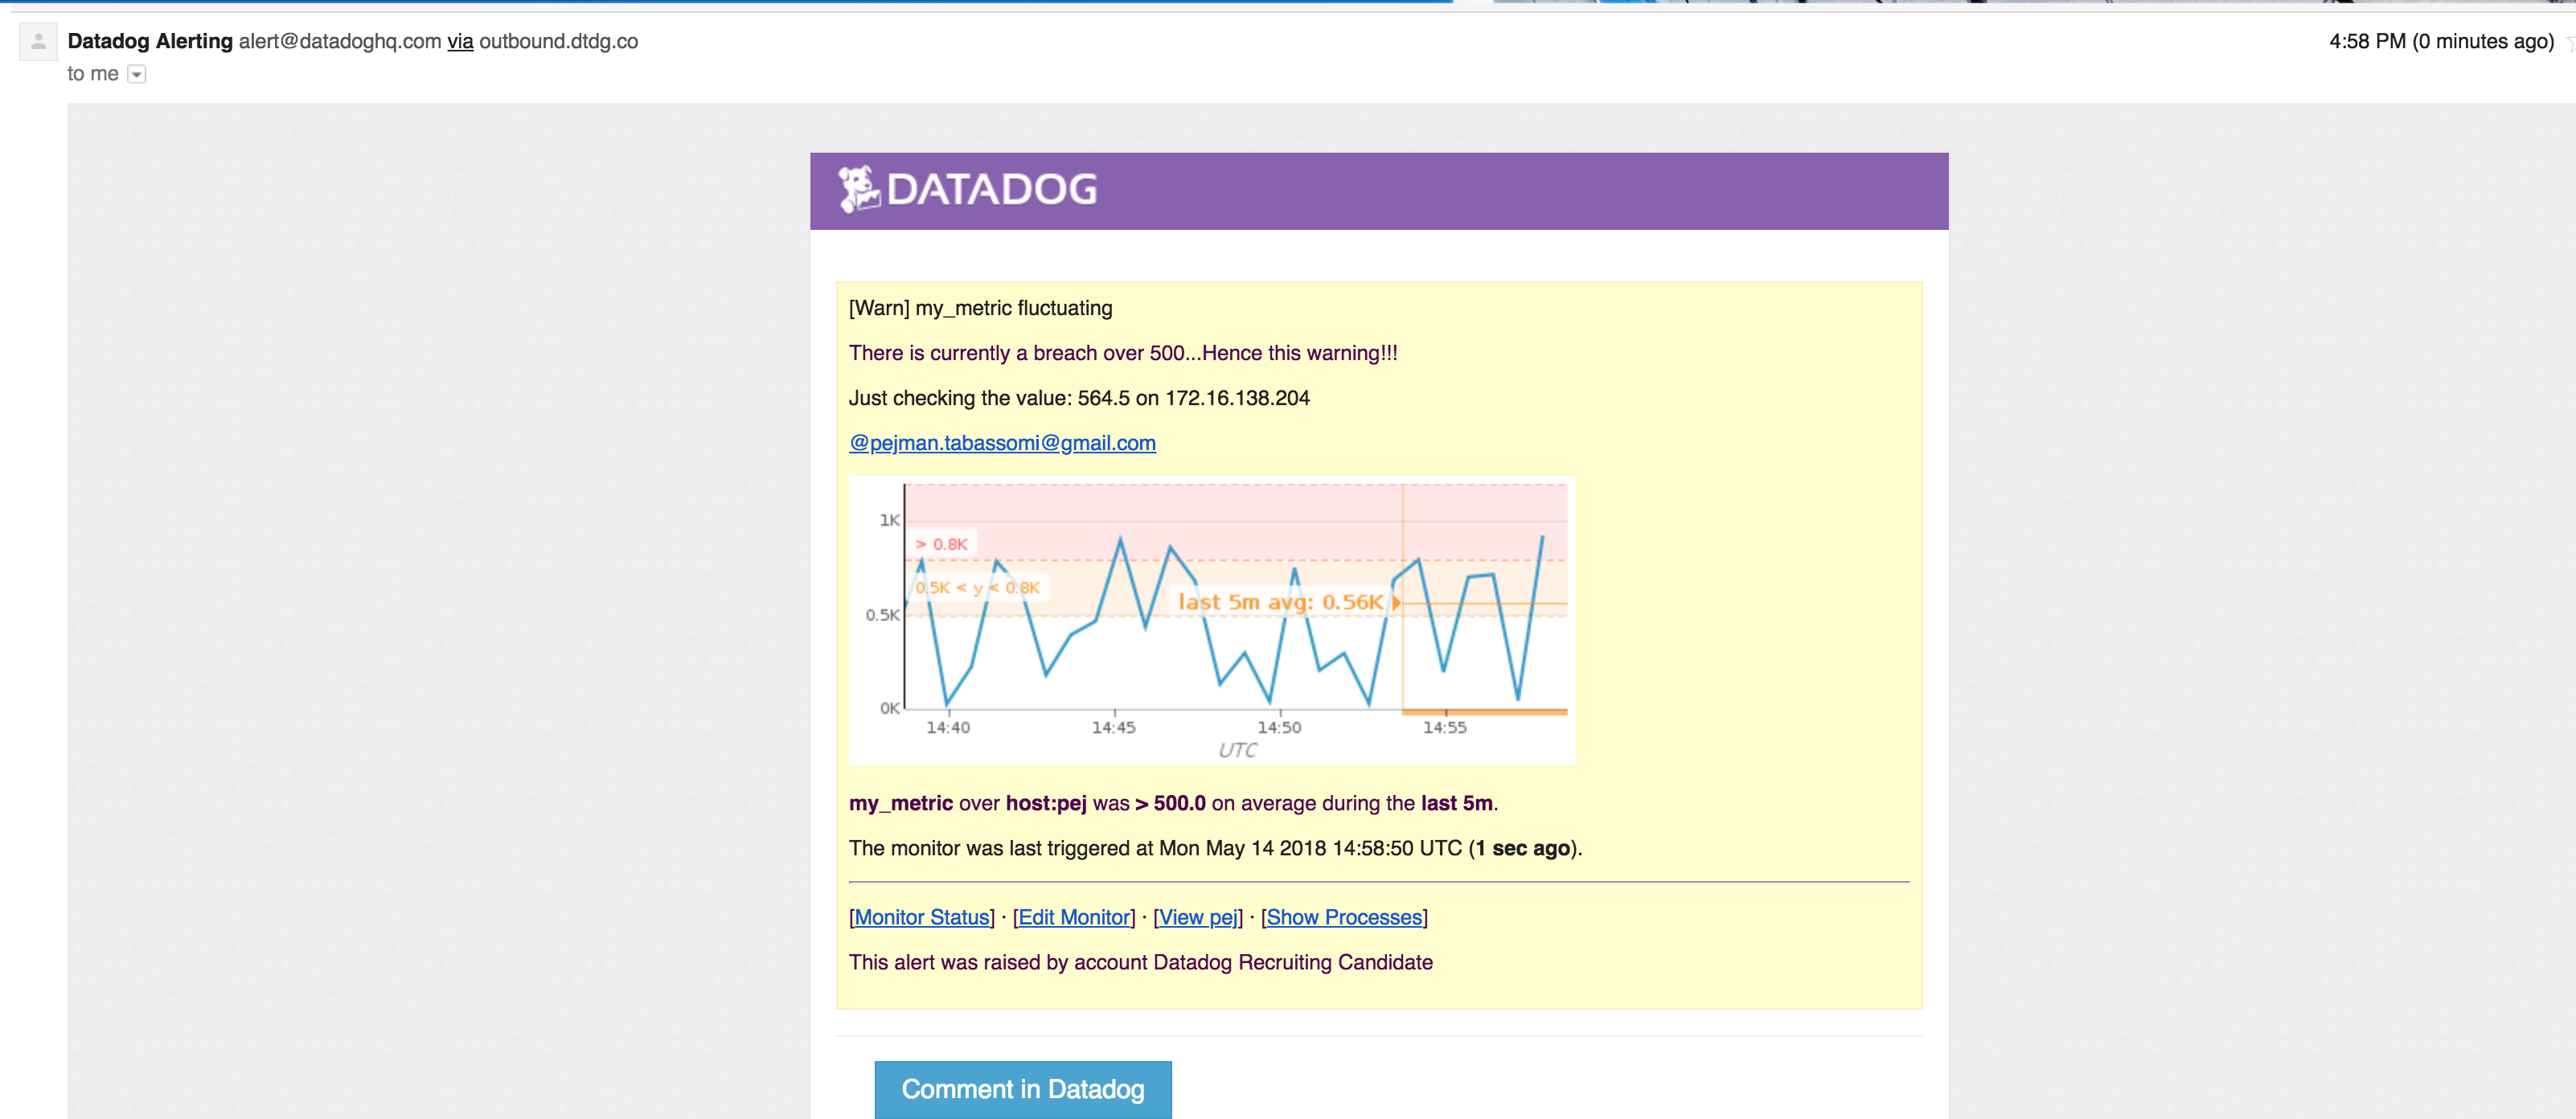 Datadog Alerting alert@datadoghq.com via outbound.dtdg.co
4:58 PM (0 minutes ago)
to me
DATADOG
[Warn] my_metric fluctuating
There is currently a breach over 500...Hence this warning!!!
Just checking the value: 564.5 on 172.16.138.204
@pejman.tabassomi@gmail.com
1K
> 0.8K
0.5K < y < 0.8K
last 5m avg: 0.56K
0.5K
0K
14:40 14:45 14:50 14:55
UTC
my_metric over host:pej was > 500.0 on average during the last 5m.
The monitor was last triggered at Mon May 14 2018 14:58:50 UTC (1 sec ago).
[Monitor Status] · [Edit Monitor] · [View pej] · [Show Processes]
This alert was raised by account Datadog Recruiting Candidate
Comment in Datadog